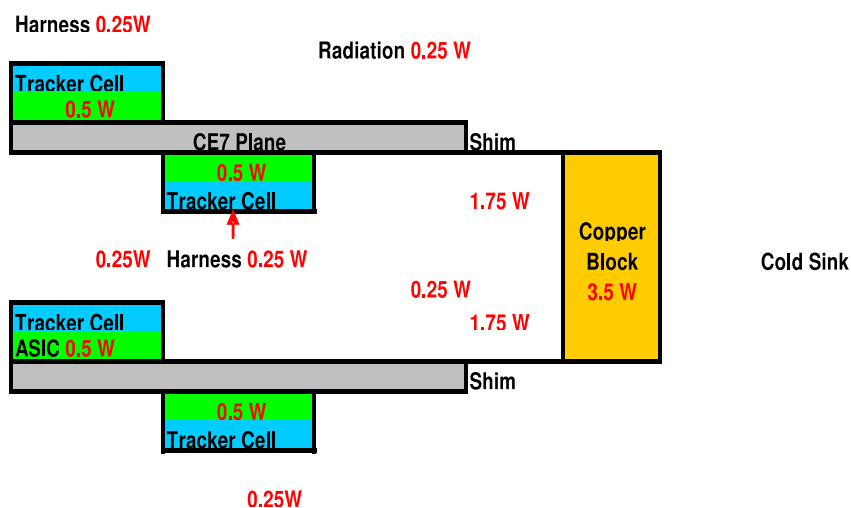 Harness 0.25W
Radiation 0.25 W
Tracker Cell
0.5 W
CE7 Plane
Shim
0.5 W
Tracker Cell
1.75 W
Copper
Block
3.5 W
Cold Sink
0.25W
Harness 0.25 W
0.25 W
1.75 W
Tracker Cell
ASIC 0.5 W
Shim
0.5 W
Tracker Cell
0.25W